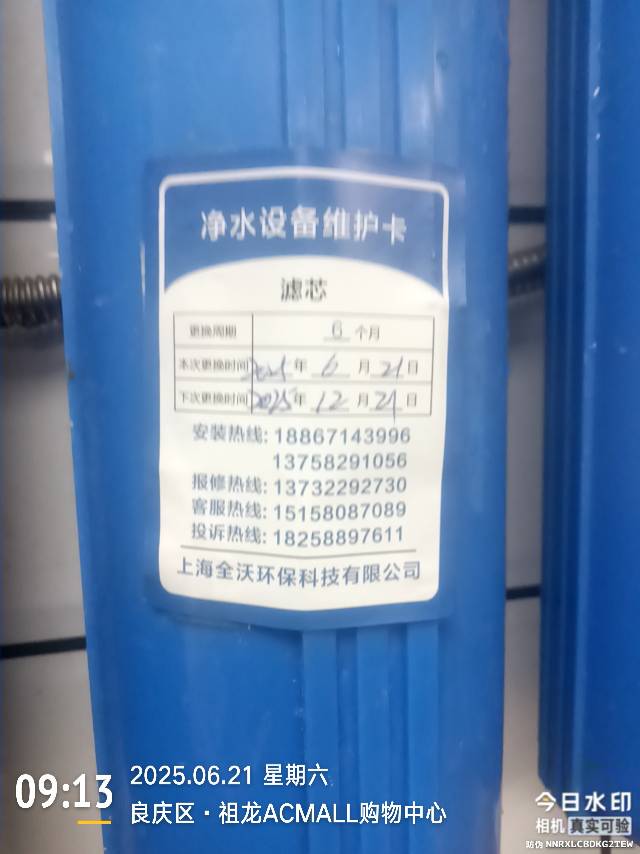 净水设备维护卡
滤芯
更换周期 6 个月
本次更换时间 2025 年 6 月 21 日
下次更换时间 2025 年 12 月 21 日
安装热线: 18867143996
13758291056
报修热线: 13732292730
客服热线: 15158087089
投诉热线: 18258897611
上海全沃环保科技有限公司
09:13
2025.06.21 星期六
良庆区·祖龙ACMALL购物中心
今日水印
相机 真实可验
防伪 NNRXLCBDKG2TEW